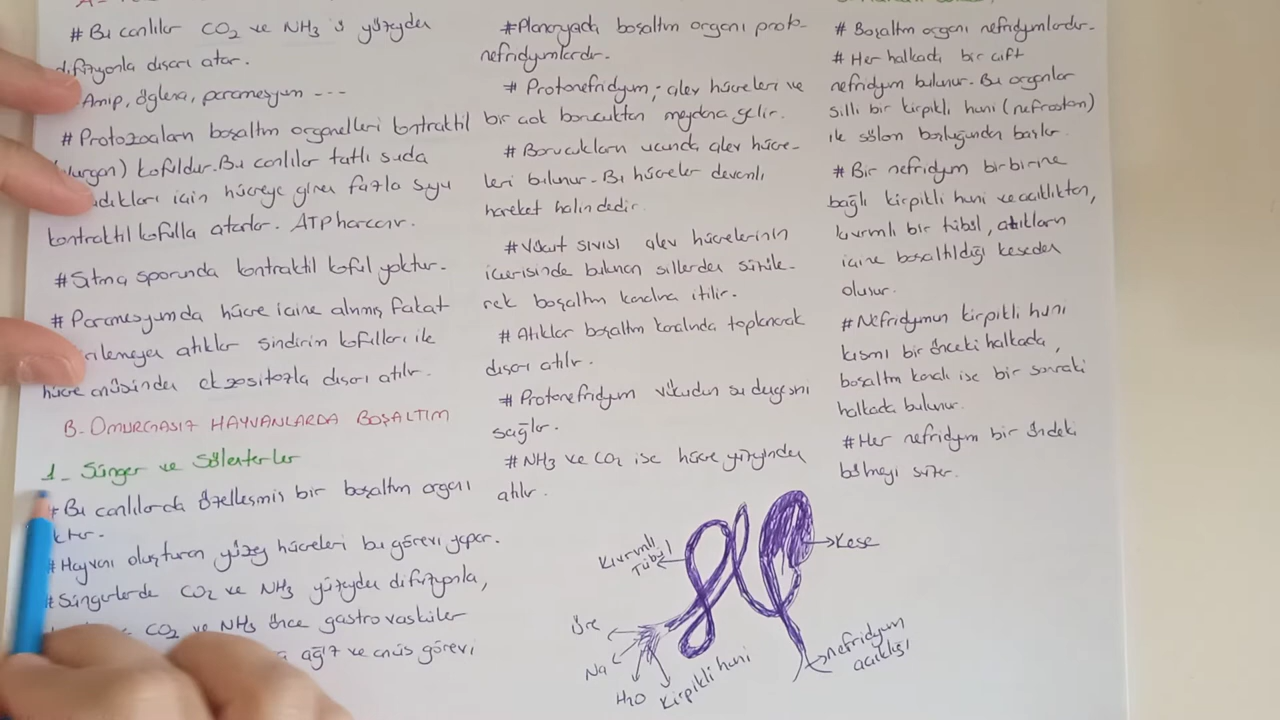 # Bu canlılar CO2 ve NH3 ü yüzeyden
difüzyonla dışarı atar.
Amip, öglena, paramesyum ---
# Protozoaların boşaltım organelleri kontraktil
kofuldur. Bu canlılar tatlı suda
için hücreye giren fazla suyu
kontraktil kofulla atarlar. ATP harcanır.
# Sıtma sporunda kontraktil koful yoktur.
# Paramesyumda hücre içine alınmış fakat
atıklar sindirim kofulları ile
hücre anüsünden ekzositozla dışarı atılır.
B- OMURGASIZ HAYVANLARDA BOŞALTIM
1- Sünger ve Sölenterler
# Bu canlılarda özelleşmiş bir boşaltım organı
# Hayvanı oluşturan yüzey hücreleri bu görevi yapar.
# Süngerlerde CO2 ve NH3 yüzeyden difüzyonla,
CO2 ve NH3 önce gastrovasküler
ağız ve anüs görevi
# Planaryada boşaltım organı proto-
nefridyumlardır.
# Protonefridyum; alev hücreleri ve
bir çok borucuktan meydana gelir.
# Borucukların ucunda alev hücre-
leri bulunur. Bu hücreler devamlı
hareket halindedir.
# Vücut sıvısı alev hücrelerinin
içerisinde bulunan sillerden süzüle-
rek boşaltım kanalına itilir.
# Atıklar boşaltım kanalında toplanarak
dışarı atılır.
# Protonefridyum vücudun su dengesini
sağlar.
# NH3 ve CO2 ise hücre yüzeyinden
atılır.
# Boşaltım organı nefridyumlardır.
# Her halkada bir çift
nefridyum bulunur. Bu organlar
silli bir kirpikli huni (nefrostom)
ile sölom boşluğundan başlar.
# Bir nefridyum birbirine
bağlı kirpikli huni ve açıklıktan,
kıvrımlı bir tübül, atıkların
içine boşaltıldığı keseden
oluşur.
# Nefridyumun kirpikli huni
kısmı bir önceki halkada,
boşaltım kanalı ise bir sonraki
halkada bulunur.
# Her nefridyum bir öndeki
bölmeyi süzer.
Kıvrımlı
Tübül
Kese
Üre
Na
H2O
Kirpikli huni
nefridyum
açıklığı